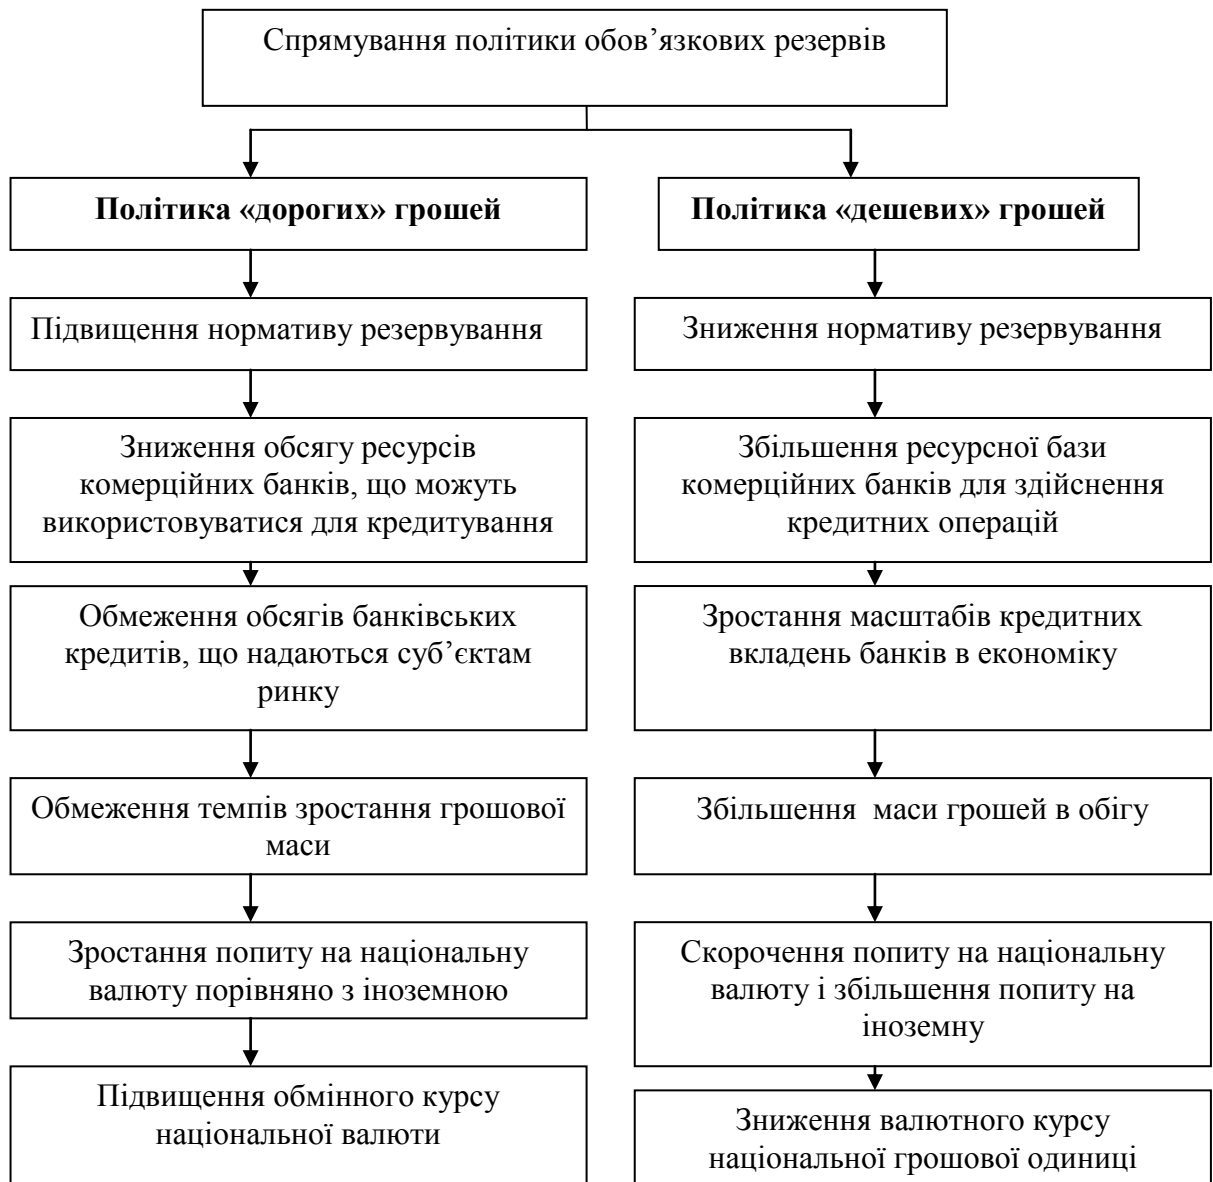 Спрямування політики обов’язкових резервів
Політика «дорогих» грошей
Політика «дешевих» грошей
Підвищення нормативу резервування
Зниження нормативу резервування
Зниження обсягу ресурсів
комерційних банків, що можуть
використовуватися для кредитування
Збільшення ресурсної бази
комерційних банків для здійснення
кредитних операцій
Обмеження обсягів банківських
кредитів, що надаються суб’єктам
ринку
Зростання масштабів кредитних
вкладень банків в економіку
Обмеження темпів зростання грошової
маси
Збільшення маси грошей в обігу
Зростання попиту на національну
валюту порівняно з іноземною
Скорочення попиту на національну
валюту і збільшення попиту на
іноземну
Підвищення обмінного курсу
національної валюти
Зниження валютного курсу
національної грошової одиниці